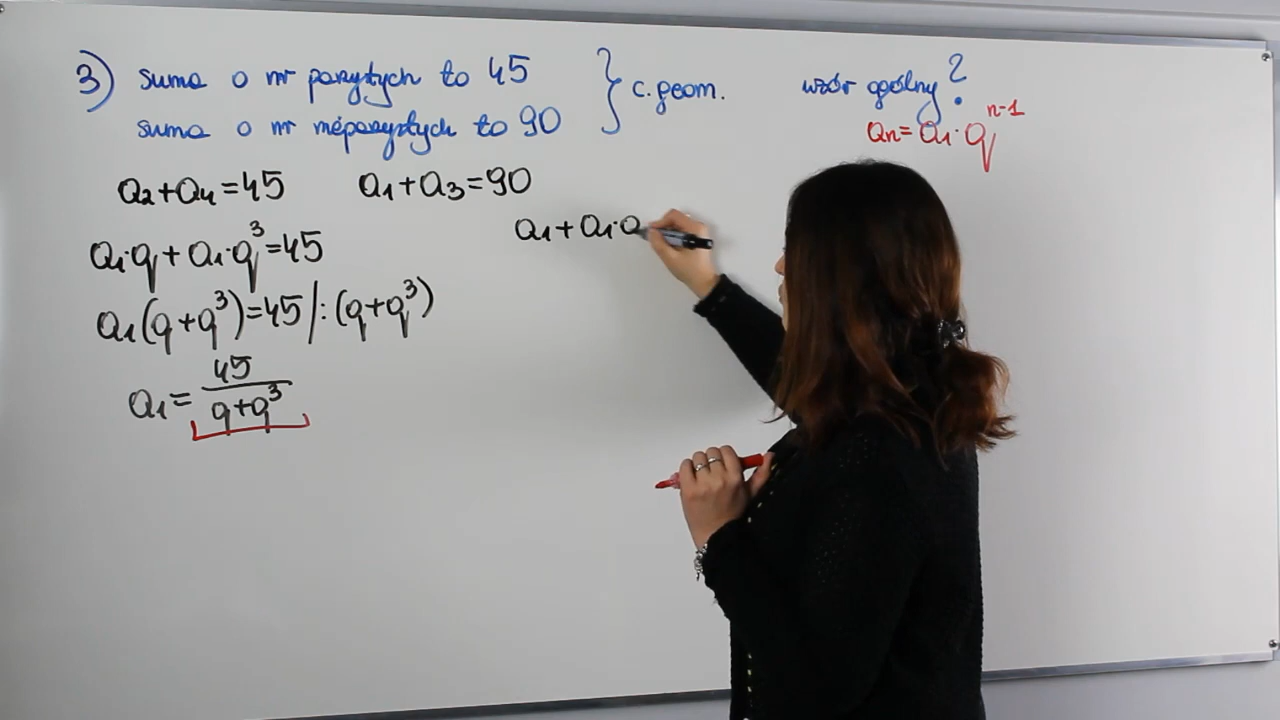 3) suma o nr parzystych to 45
suma o nr nieparzystych to 90
} c. geom.
wzór ogólny?
an = a1 · q^(n-1)
a2 + a4 = 45
a1 + a3 = 90
a1 · q + a1 · q^3 = 45
a1 (q + q^3) = 45 / : (q + q^3)
a1 = 45 / (q + q^3)
a1 + a1 · q